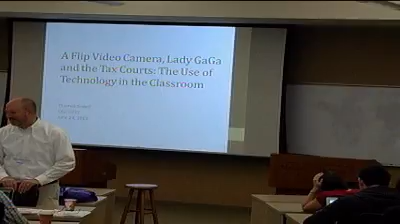 A Flip Video Camera, Lady GaGa
and the Tax Courts: The Use of
Technology in the Classroom